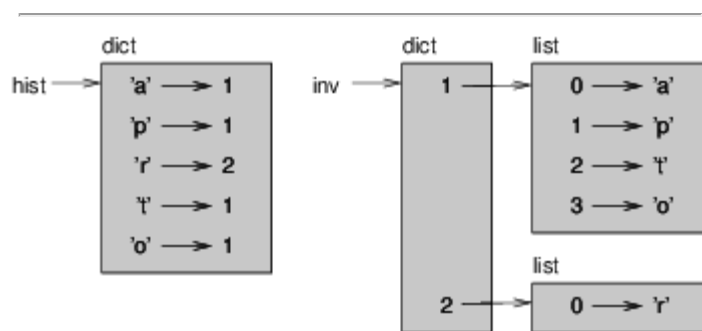 dict
hist
'a' 1
'p' 1
'r' 2
't' 1
'o' 1
dict
inv
1
2
list
0 'a'
1 'p'
2 't'
3 'o'
list
0 'r'